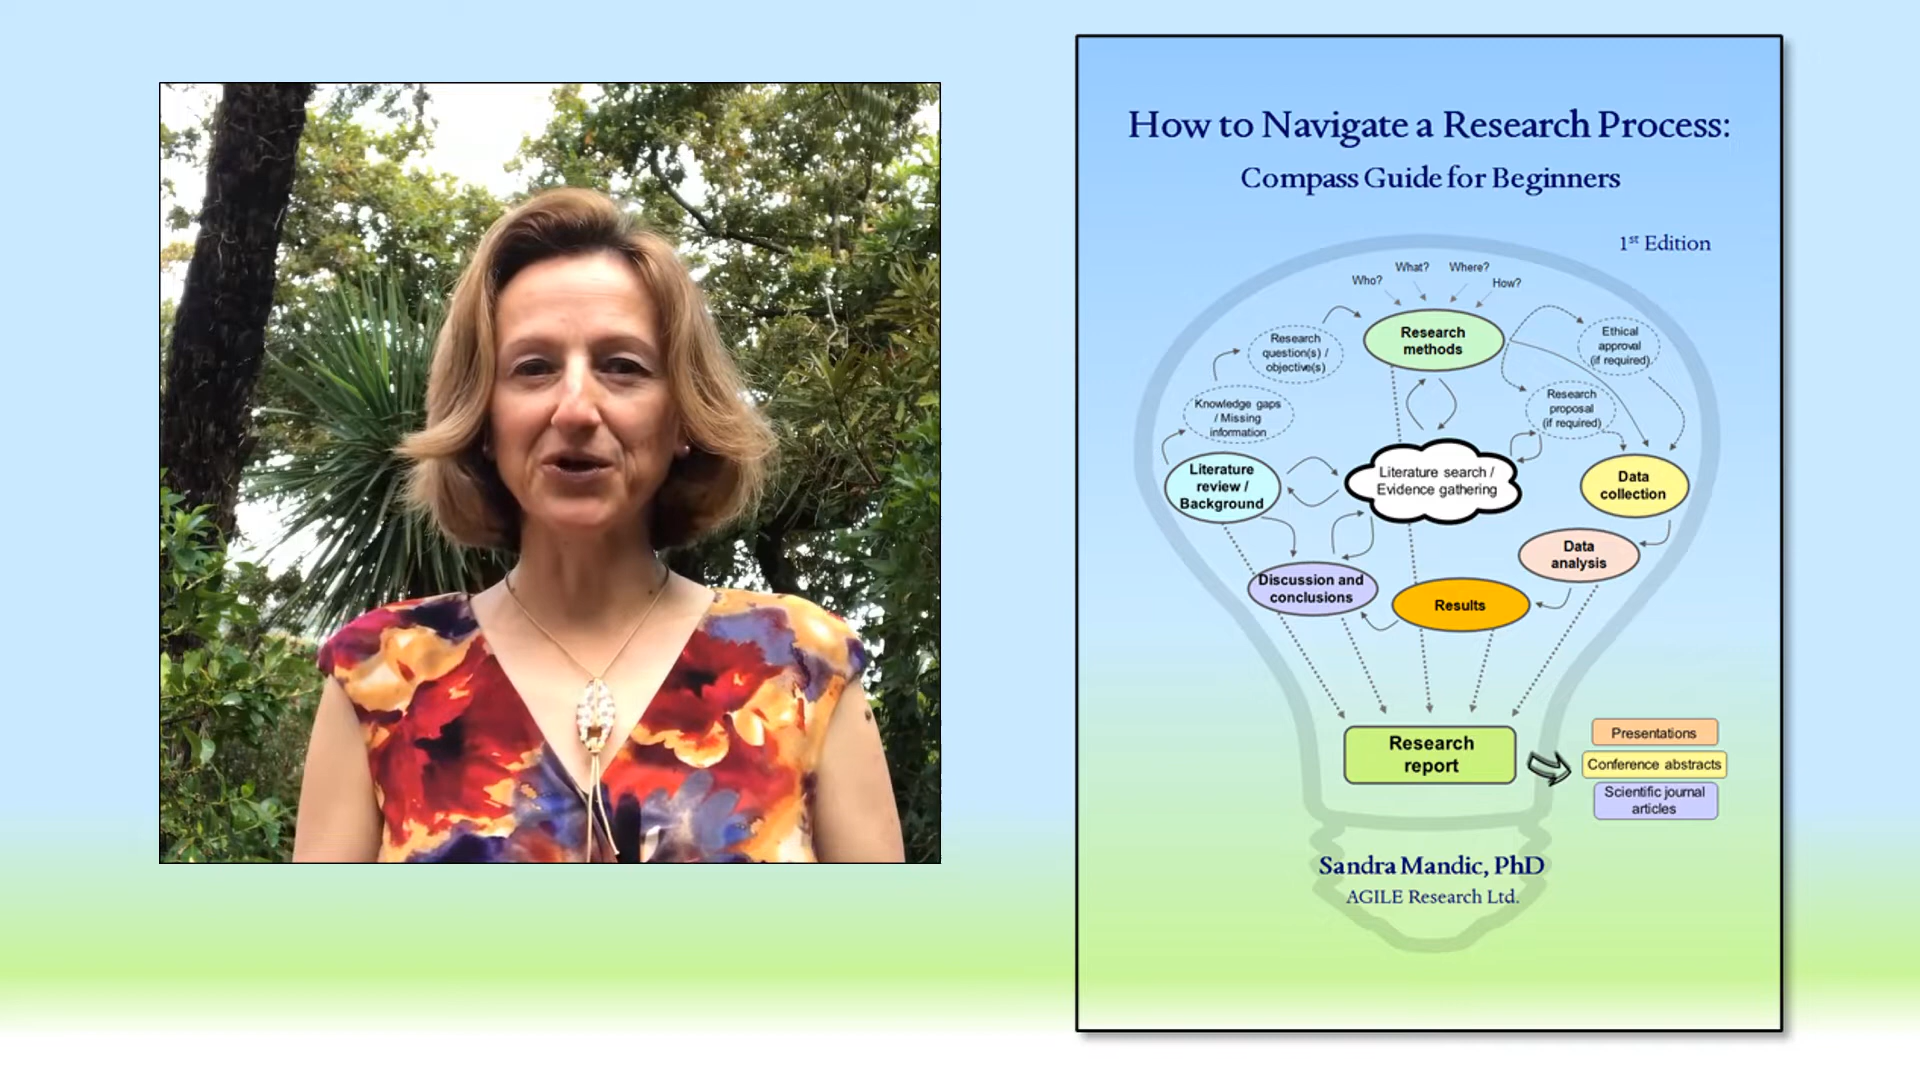 How to Navigate a Research Process:
Compass Guide for Beginners
1st Edition
Who?
What?
Where?
How?
Research
methods
Research
question(s) /
objective(s)
Ethical
approval
(if required)
Knowledge gaps
/ Missing
information
Research
proposal
(if required)
Literature
review /
Background
Literature search /
Evidence gathering
Data
collection
Data
analysis
Discussion and
conclusions
Results
Research
report
Presentations
Conference abstracts
Scientific journal
articles
Sandra Mandic, PhD
AGILE Research Ltd.